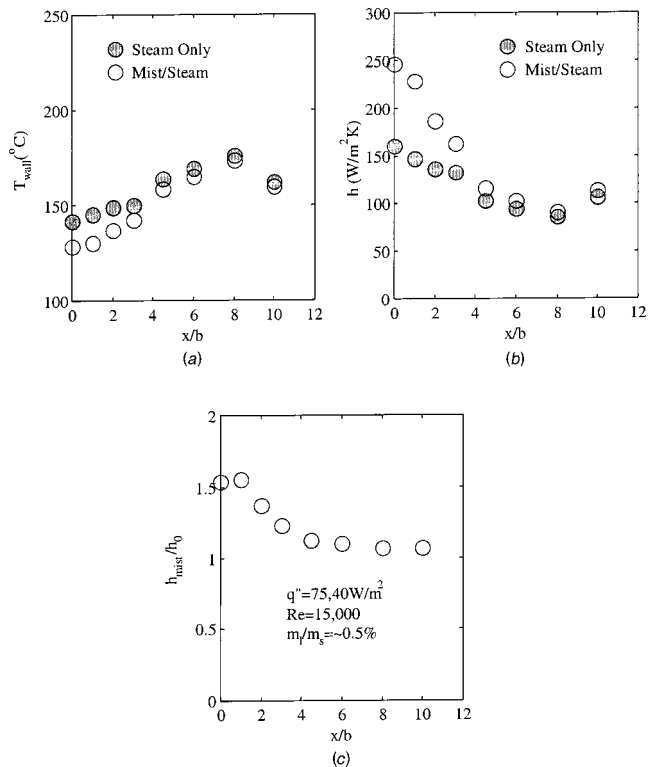 250
200
150
100
T_wall (°C)
Steam Only
Mist/Steam
0 2 4 6 8 10 12
x/b
(a)
300
250
200
150
100
50
0
h (W/m²K)
Steam Only
Mist/Steam
0 2 4 6 8 10 12
x/b
(b)
2
1.5
1
0.5
0
h_mist/h_0
q"=75,40W/m²
Re=15,000
m_l/m_s=~0.5%
0 2 4 6 8 10 12
x/b
(c)